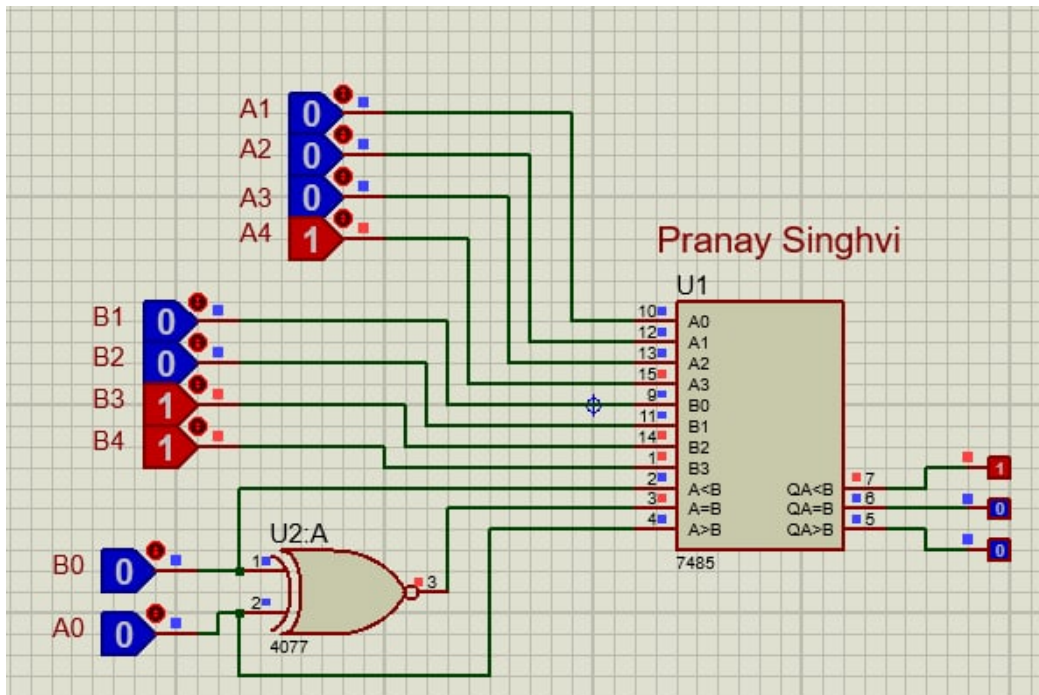 A1 0
A2 0
A3 0
A4 1
Pranay Singhvi
U1
B1 0
B2 0
B3 1
B4 1
10 A0
12 A1
13 A2
15 A3
9 B0
11 B1
14 B2
1 B3
2 A<B QA<B 7 1
3 A=B QA=B 6 0
4 A>B QA>B 5 0
7485
U2:A
B0 0 1
3
A0 0 2
4077